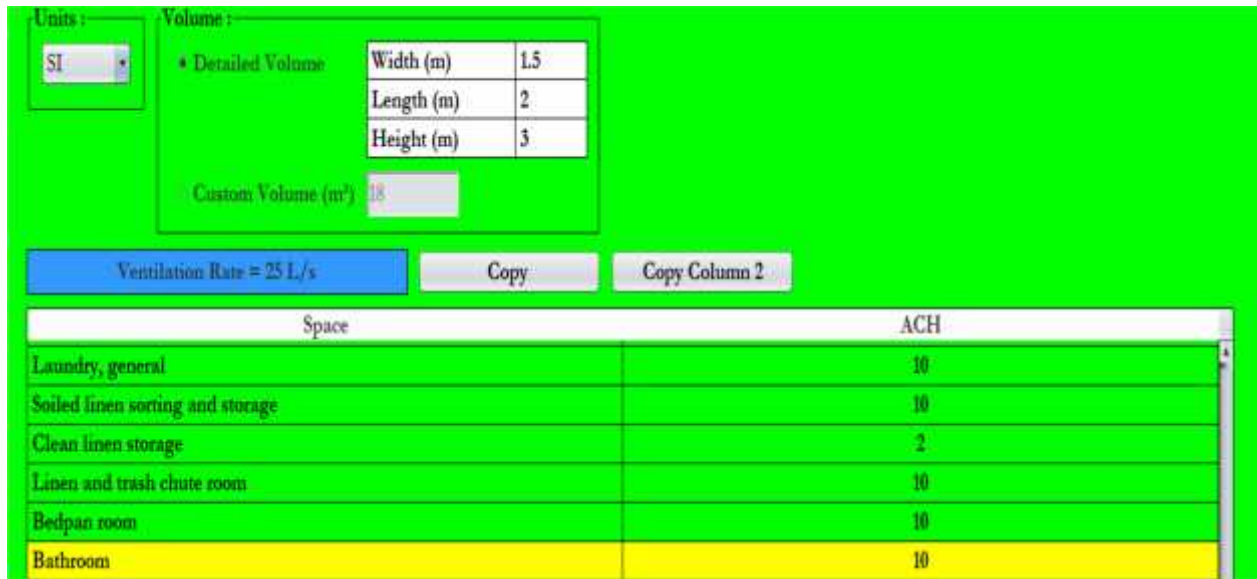 Units :
Volume :
SI
Detailed Volume
Width (m) 1.5
Length (m) 2
Height (m) 3
Custom Volume (m³) 18
Ventilation Rate = 25 L/s
Copy
Copy Column 2
Space ACH
Laundry, general 10
Soiled linen sorting and storage 10
Clean linen storage 2
Linen and trash chute room 10
Bedpan room 10
Bathroom 10